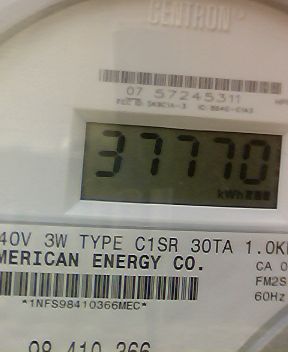 CENTRON
07 57245311
37770
kWh
40V 3W TYPE C1SR 30TA 1.0K
MERICAN ENERGY CO.
CA 0
FM2S
60Hz
*1NFS98410366MEC*
98 410 366